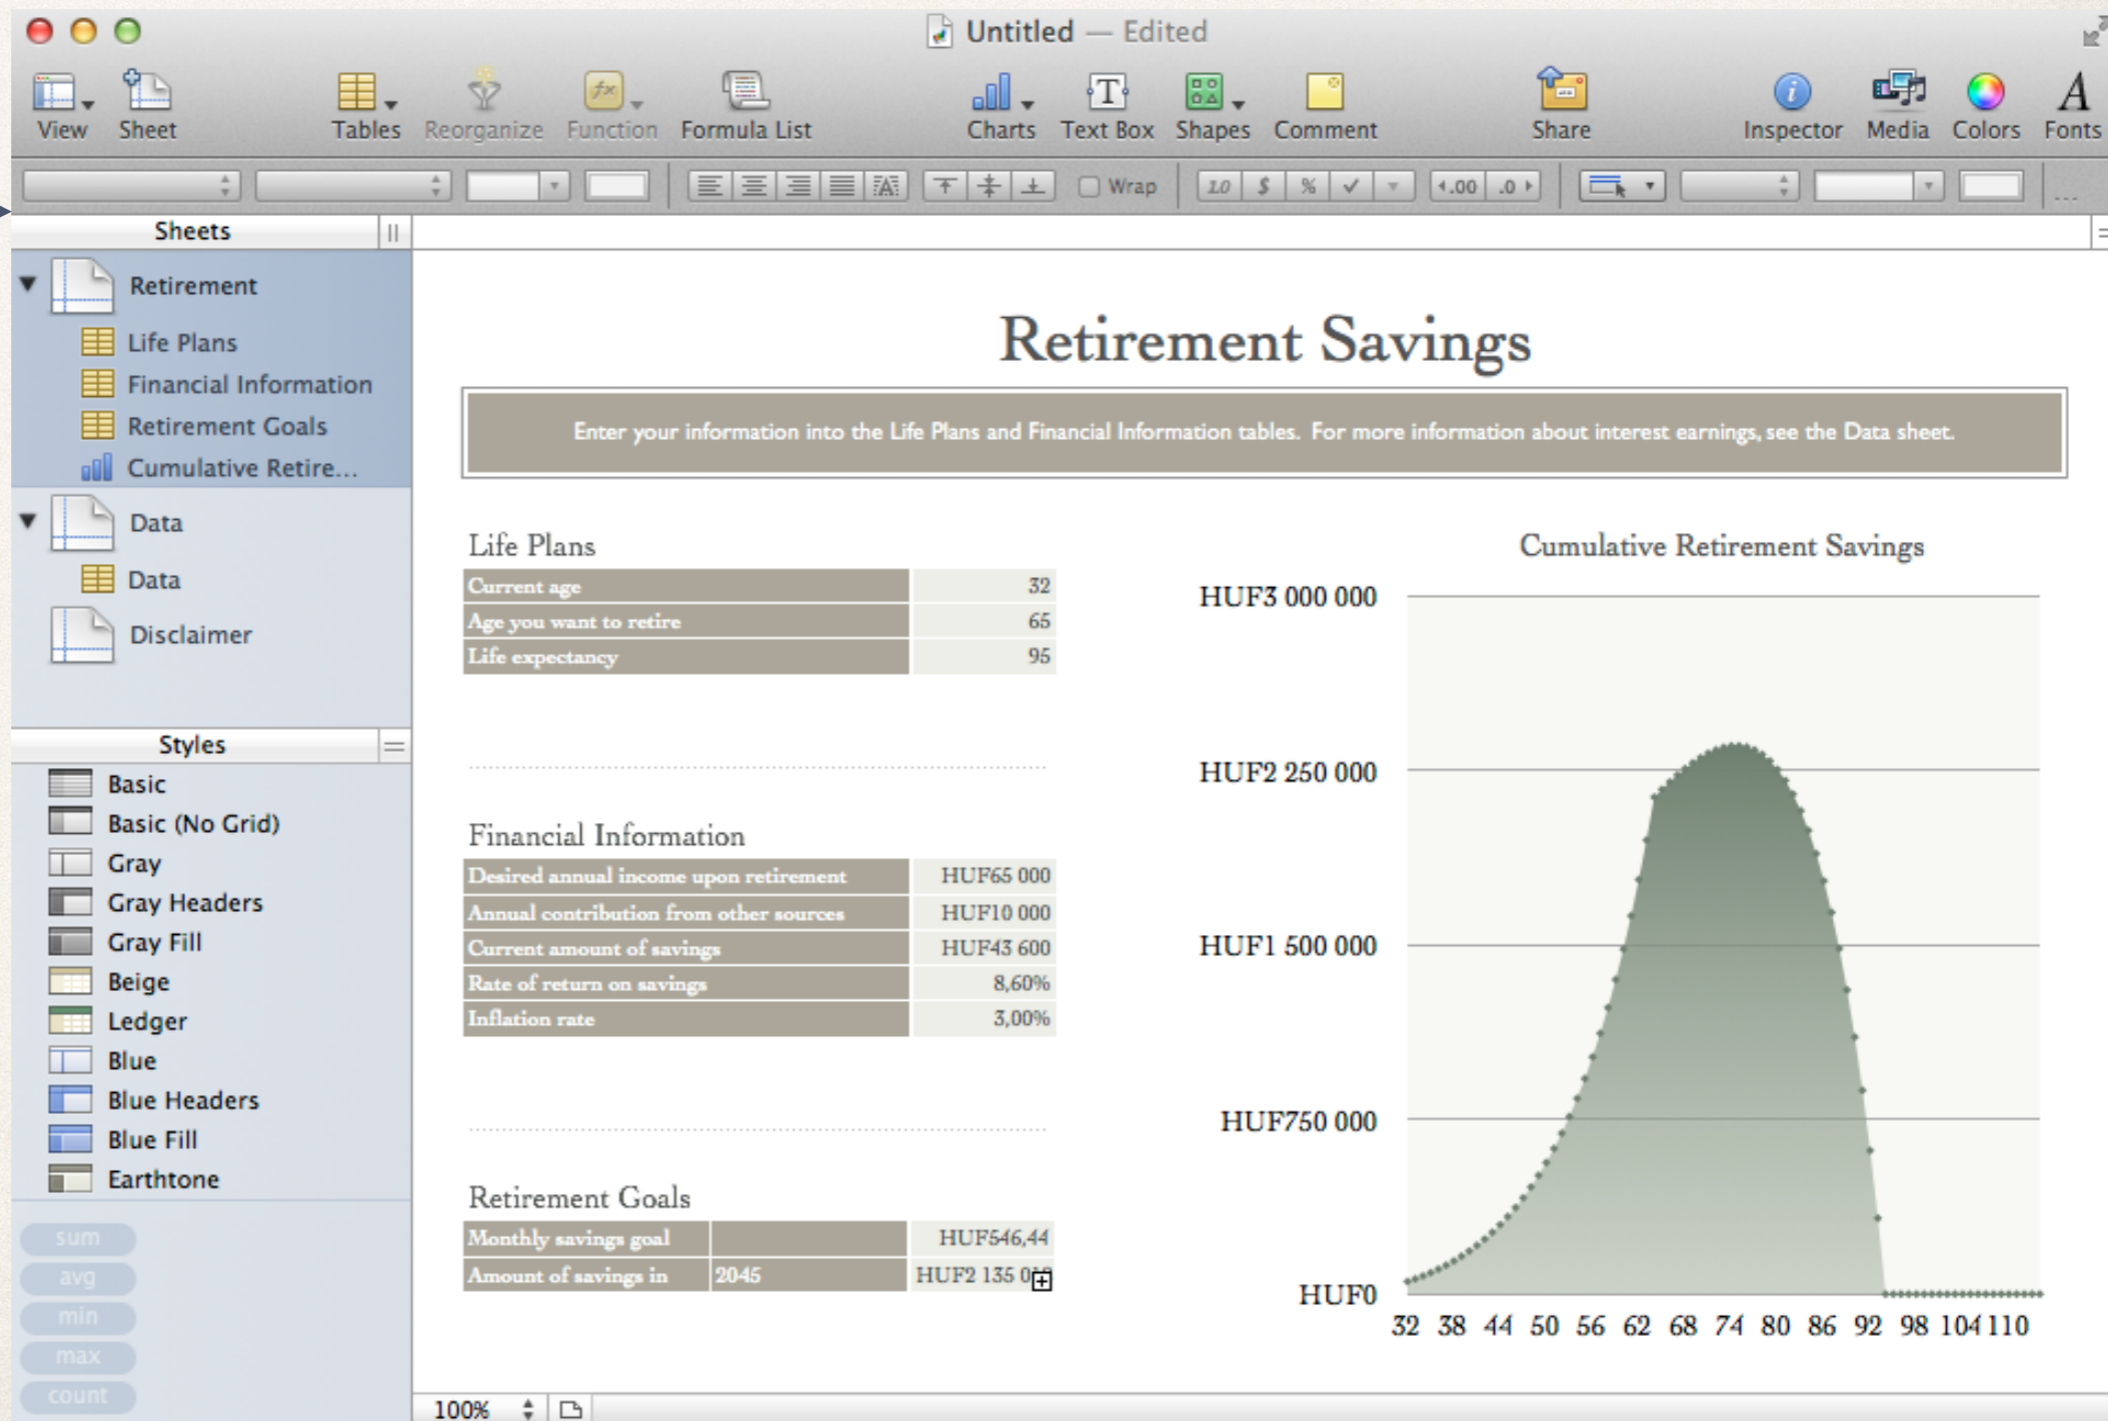 Untitled — Edited
View Sheet Tables Reorganize Function Formula List Charts Text Box Shapes Comment Share Inspector Media Colors Fonts
Wrap 1.0 $ % .00 .0 ...
Sheets
Retirement
Life Plans
Financial Information
Retirement Goals
Cumulative Retire...
Data
Data
Disclaimer
Styles
Basic
Basic (No Grid)
Gray
Gray Headers
Gray Fill
Beige
Ledger
Blue
Blue Headers
Blue Fill
Earthtone
sum
avg
min
max
count
Retirement Savings
Enter your information into the Life Plans and Financial Information tables. For more information about interest earnings, see the Data sheet.
Life Plans
Current age 32
Age you want to retire 65
Life expectancy 95
Financial Information
Desired annual income upon retirement HUF65 000
Annual contribution from other sources HUF10 000
Current amount of savings HUF43 600
Rate of return on savings 8,60%
Inflation rate 3,00%
Retirement Goals
Monthly savings goal HUF546,44
Amount of savings in 2045 HUF2 135
Cumulative Retirement Savings
HUF3 000 000
HUF2 250 000
HUF1 500 000
HUF750 000
HUF0
32 38 44 50 56 62 68 74 80 86 92 98 104 110
100%